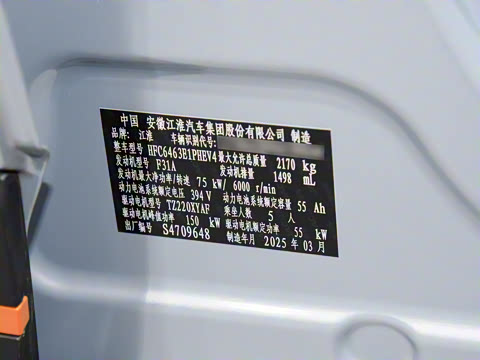 中国 安徽江淮汽车集团股份有限公司 制造
品牌: 江淮 车辆识别代号:
整车型号 HFC6463E1PHEV4 最大允许总质量 2170 kg
发动机型号 F31A 发动机排量 1498 mL
发动机最大净功率/转速 75 kW/ 6000 r/min
动力电池系统额定电压 394 V 动力电池系统额定容量 55 Ah
驱动电机型号 TZ220XYAF 乘坐人数 5 人
驱动电机峰值功率 150 kW 驱动电机额定功率 55 kW
出厂编号 S4709648 制造年月 2025 年 03 月